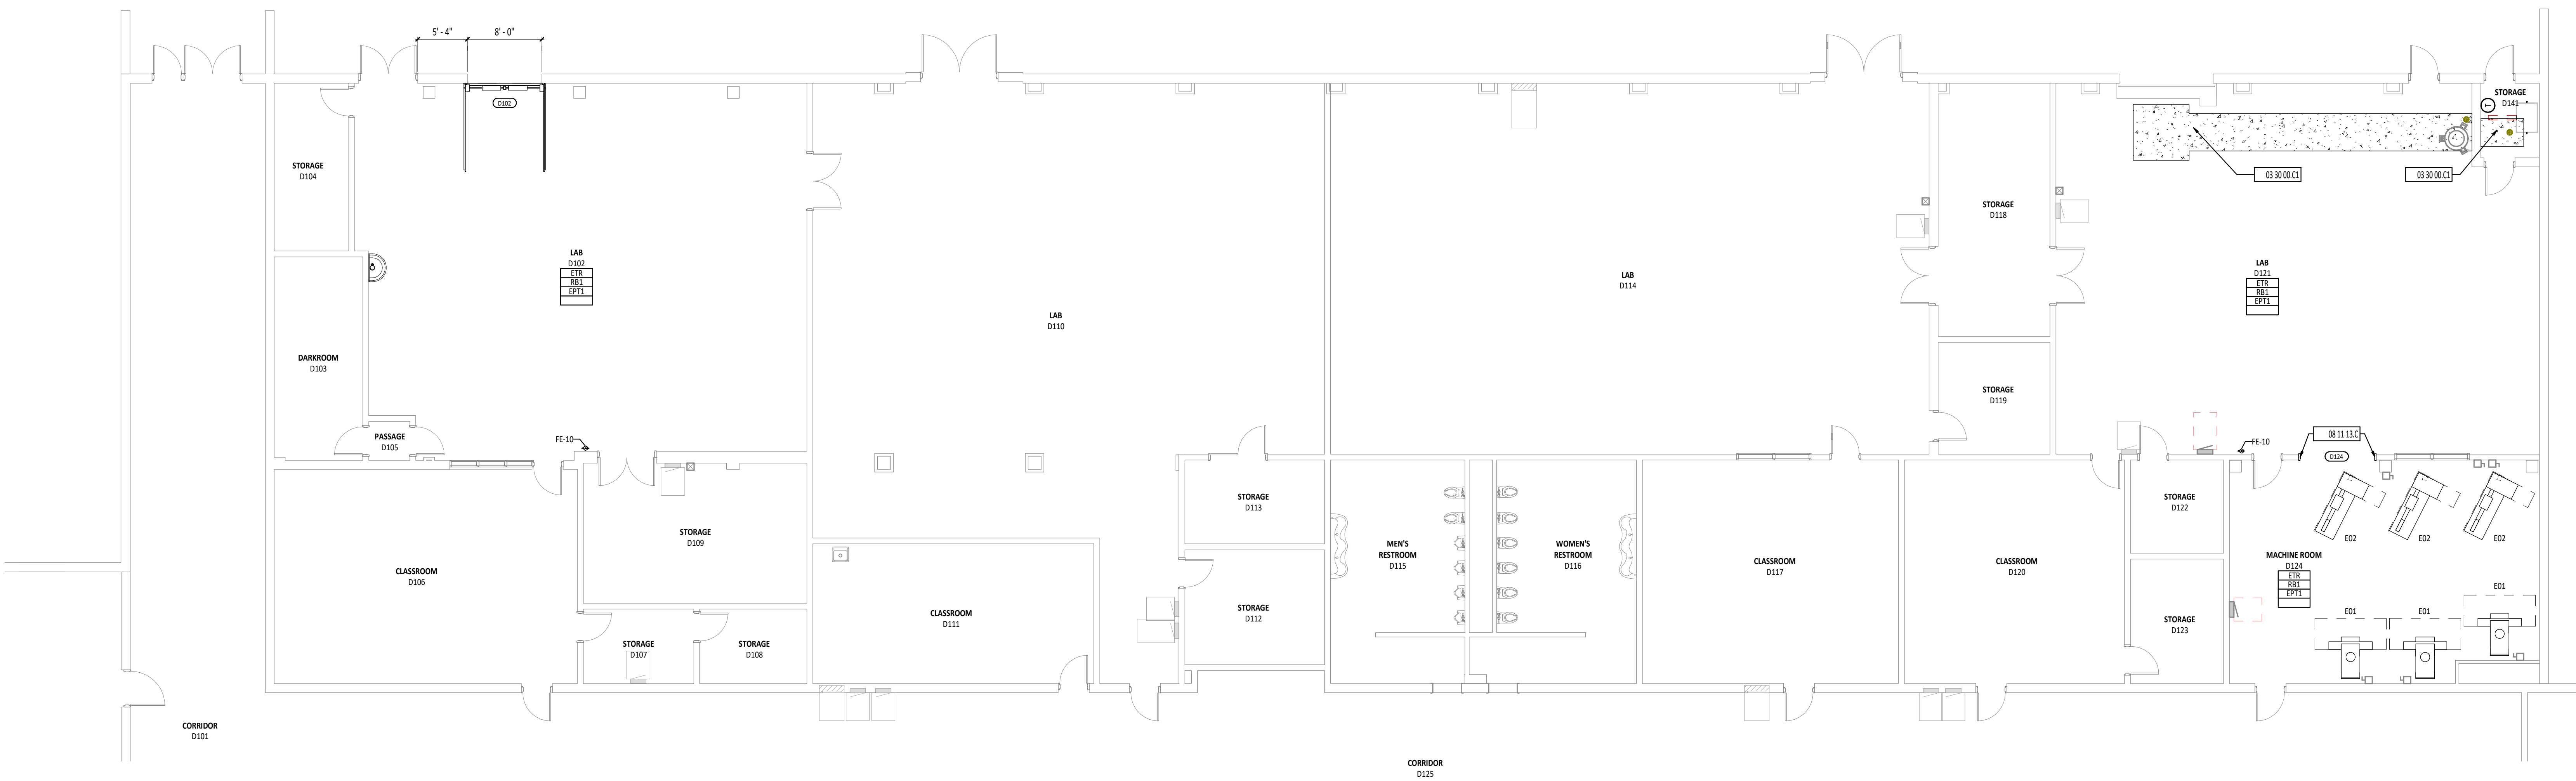 5' - 4"
8' - 0"
D102
STORAGE
D141
T
STORAGE
D104
03 30 00.C1
03 30 00.C1
STORAGE
D118
LAB
D102
ETR
RB1
EPT1
LAB
D110
LAB
D114
LAB
D121
ETR
RB1
EPT1
DARKROOM
D103
STORAGE
D119
PASSAGE
D105
FE-10
FE-10
08 11 13.C
D124
STORAGE
D109
STORAGE
D113
MEN'S
RESTROOM
D115
WOMEN'S
RESTROOM
D116
STORAGE
D122
E02
E02
E02
CLASSROOM
D106
CLASSROOM
D111
STORAGE
D112
CLASSROOM
D117
CLASSROOM
D120
MACHINE ROOM
D124
ETR
RB1
EPT1
STORAGE
D107
STORAGE
D108
STORAGE
D123
E01
E01
E01
CORRIDOR
D101
CORRIDOR
D125